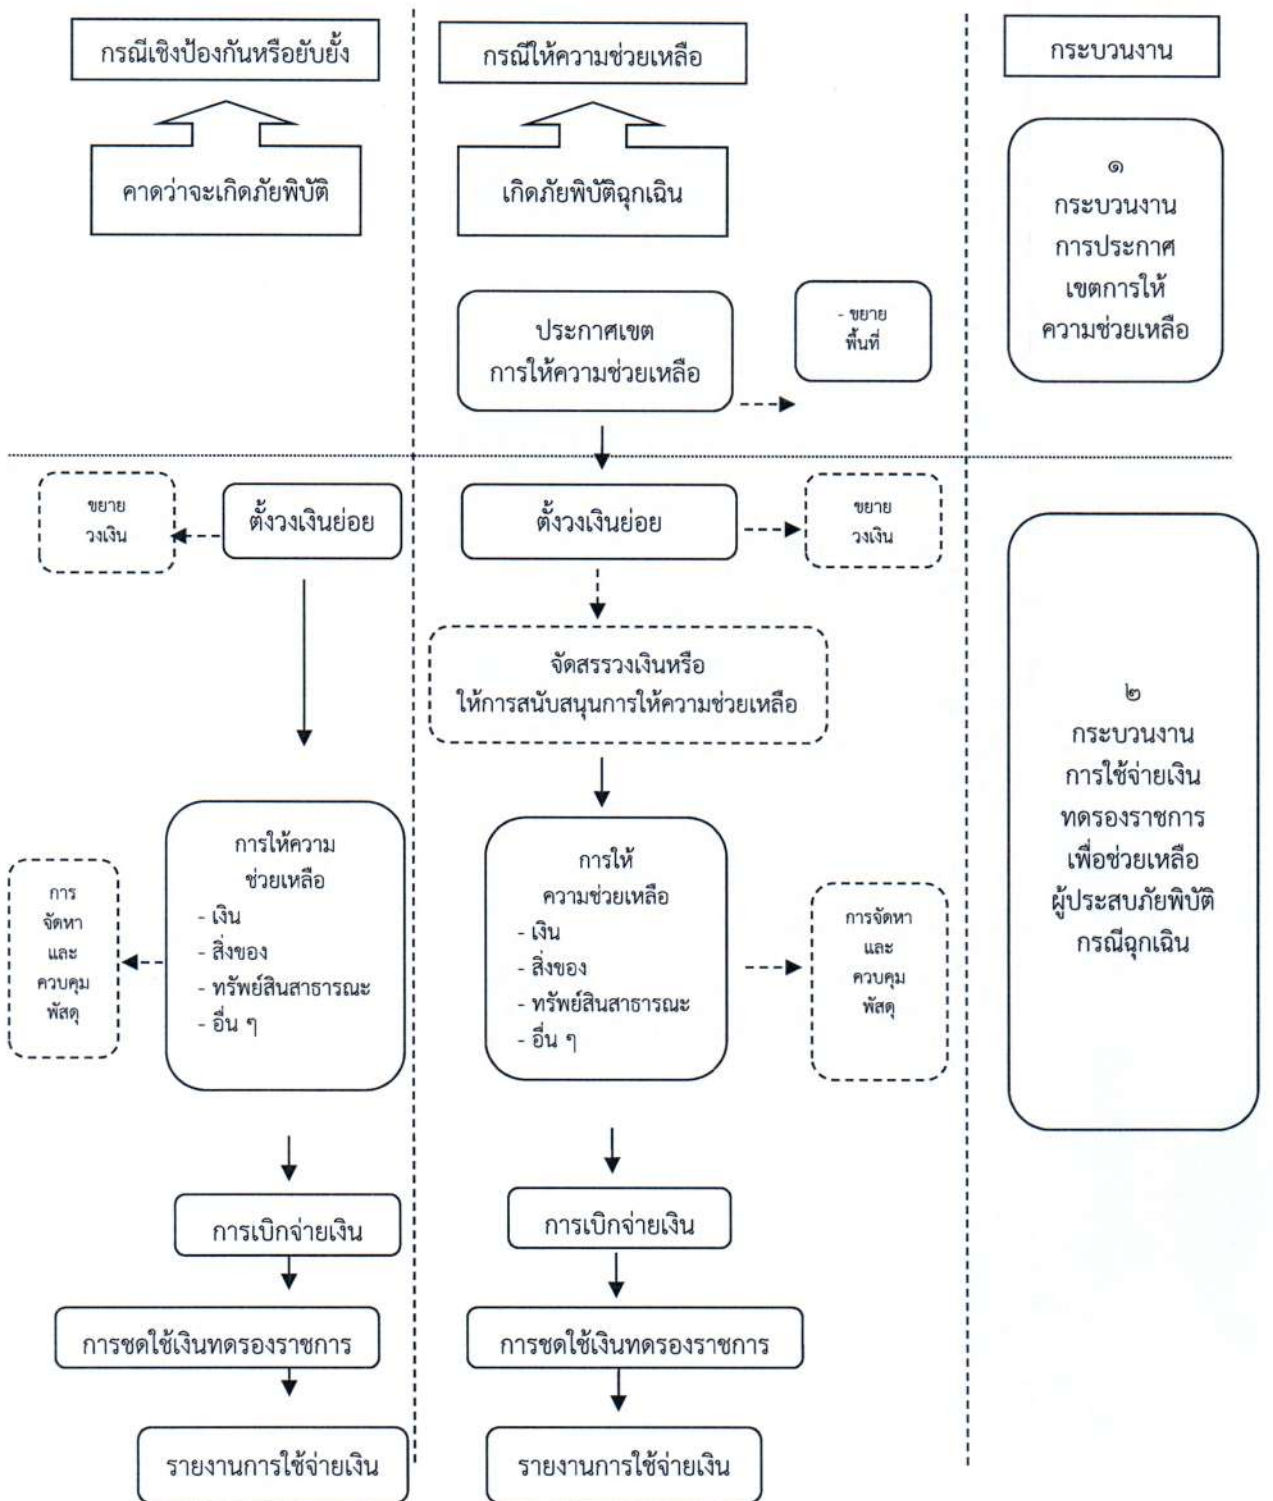 กรณีเชิงป้องกันหรือยับยั้ง
กรณีให้ความช่วยเหลือ
กระบวนงาน
คาดว่าจะเกิดภัยพิบัติ
เกิดภัยพิบัติฉุกเฉิน
๑
กระบวนงาน
การประกาศ
เขตการให้
ความช่วยเหลือ
ประกาศเขต
การให้ความช่วยเหลือ
- ขยาย
พื้นที่
ขยาย
วงเงิน
ตั้งวงเงินย่อย
ตั้งวงเงินย่อย
ขยาย
วงเงิน
จัดสรรวงเงินหรือ
ให้การสนับสนุนการให้ความช่วยเหลือ
๒
กระบวนงาน
การใช้จ่ายเงิน
ทดรองราชการ
เพื่อช่วยเหลือ
ผู้ประสบภัยพิบัติ
กรณีฉุกเฉิน
การ
จัดหา
และ
ควบคุม
พัสดุ
การให้ความ
ช่วยเหลือ
- เงิน
- สิ่งของ
- ทรัพย์สินสาธารณะ
- อื่น ๆ
การให้
ความช่วยเหลือ
- เงิน
- สิ่งของ
- ทรัพย์สินสาธารณะ
- อื่น ๆ
การจัดหา
และ
ควบคุม
พัสดุ
การเบิกจ่ายเงิน
การเบิกจ่ายเงิน
การชดใช้เงินทดรองราชการ
การชดใช้เงินทดรองราชการ
รายงานการใช้จ่ายเงิน
รายงานการใช้จ่ายเงิน